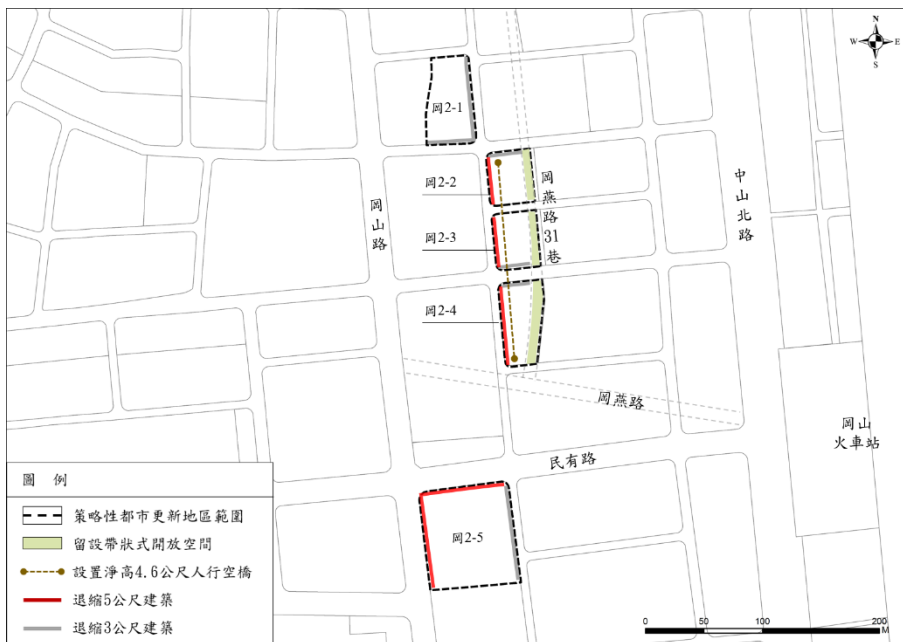 N
W E
S
岡2-1
岡2-2
岡2-3
岡2-4
岡2-5
岡山路
岡燕路31巷
中山北路
岡燕路
民有路
岡山
火車站
圖 例
策略性都市更新地區範圍
留設帶狀式開放空間
設置淨高4.6公尺人行空橋
退縮5公尺建築
退縮3公尺建築
0 50 100 200
M